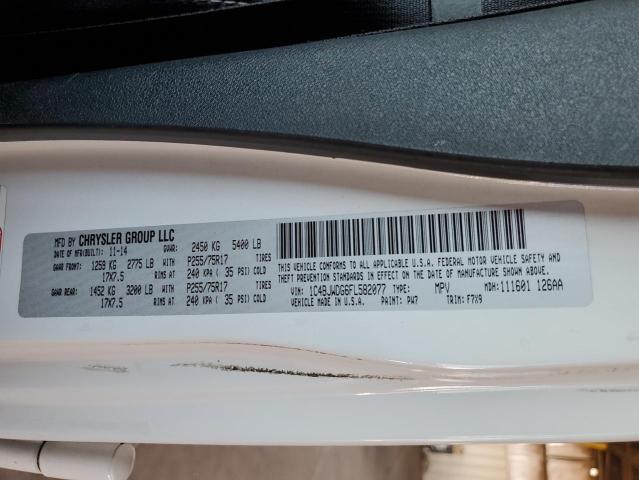 MFD BY CHRYSLER GROUP LLC
DATE OF MFR(BUILT): 11-14 GVWR: 2450 KG 5400 LB
GAWR FRONT: 1259 KG 2775 LB WITH P255/75R17 TIRES
17X7.5 RIMS AT 240 KPA ( 35 PSI) COLD
GAWR REAR: 1452 KG 3200 LB WITH P255/75R17 TIRES
17X7.5 RIMS AT 240 KPA ( 35 PSI) COLD
THIS VEHICLE CONFORMS TO ALL APPLICABLE U.S.A. FEDERAL MOTOR VEHICLE SAFETY AND
THEFT PREVENTION STANDARDS IN EFFECT ON THE DATE OF MANUFACTURE SHOWN ABOVE
VIN: 1C4BJWDG6FL582077 TYPE: MPV MDH: 111601 126AA
VEHICLE MADE IN U.S.A. PAINT: PW7 TRIM: F7X9